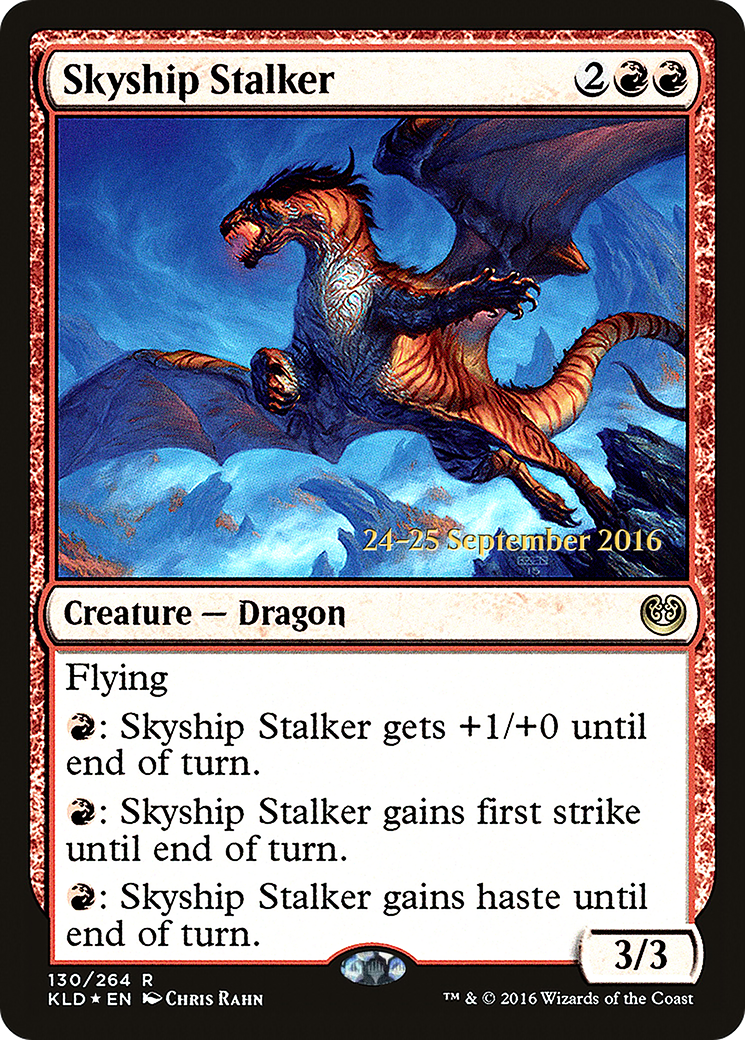 Skyship Stalker 2
24–25 September 2016
Creature — Dragon
Flying
: Skyship Stalker gets +1/+0 until
end of turn.
: Skyship Stalker gains first strike
until end of turn.
: Skyship Stalker gains haste until
end of turn.
3/3
130/264 R
KLD ★ EN Chris Rahn
™ & © 2016 Wizards of the Coast